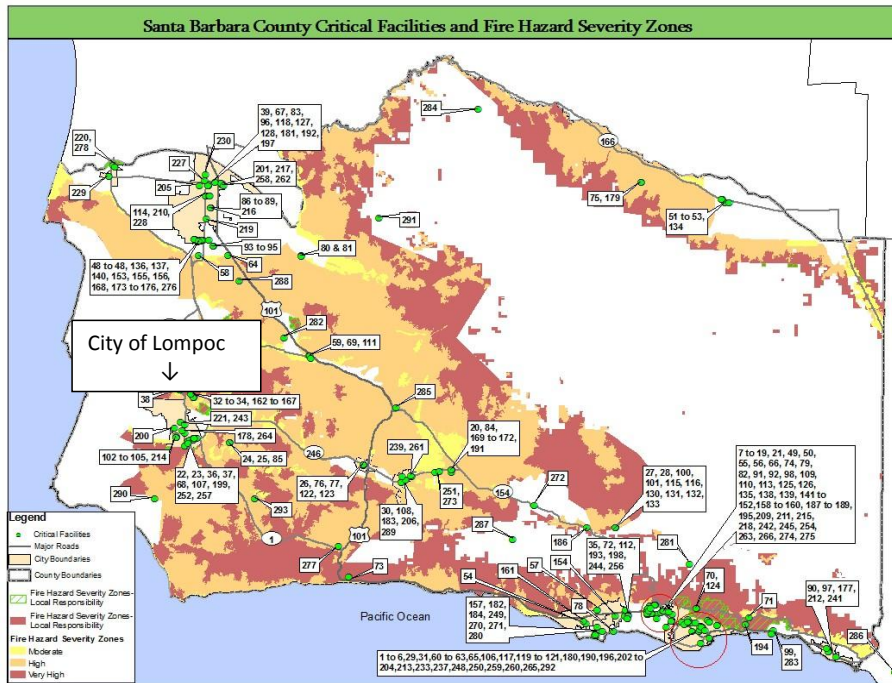 Santa Barbara County Critical Facilities and Fire Hazard Severity Zones
284
39, 67, 83,
96, 118, 127,
128, 181, 192,
197
230
220,
278
227
166
201, 217,
258, 262
205
229
75, 179
86 to 89,
216
114, 210,
228
51 to 53,
134
291
219
93 to 95
80 & 81
48 to 48, 136, 137,
140, 153, 155, 156,
168, 173 to 176, 276
58
64
288
101
282
City of Lompoc
↓
59, 69, 111
38
32 to 34, 162 to 167
285
221, 243
20, 84,
169 to 172,
191
200
178, 264
239, 261
7 to 19, 21, 49, 50,
55, 56, 66, 74, 79,
82, 91, 92, 98, 109,
110, 113, 125, 126,
135, 138, 139, 141 to
152,158 to 160, 187 to 189,
195,209, 211, 215,
218, 242, 245, 254,
263, 266, 274, 275
102 to 105, 214
246
24, 25, 85
22, 23, 36, 37,
68, 107, 199,
252, 257
26, 76, 77,
122, 123
251,
273
154
272
27, 28, 100,
101, 115, 116,
130, 131, 132,
133
290
293
30, 108,
183, 206,
289
287
186
1
101
35, 72, 112,
193, 198,
244, 256
281
277
73
57
154
161
54
78
70,
124
90, 97, 177,
212, 241
157, 182,
184, 249,
270, 271,
280
71
286
Pacific Ocean
194
99,
283
1 to 6,29,31,60 to 63,65,106,117,119 to 121,180,190,196,202 to
204,213,233,237,248,250,259,260,265,292
Legend
Critical Facilities
Major Roads
City Boundaries
County Boundaries
Fire Hazard Severity Zones-
Local Responsibility
Fire Hazard Severity Zones-
Local Responsibility
Fire Hazard Severity Zones
Moderate
High
Very High